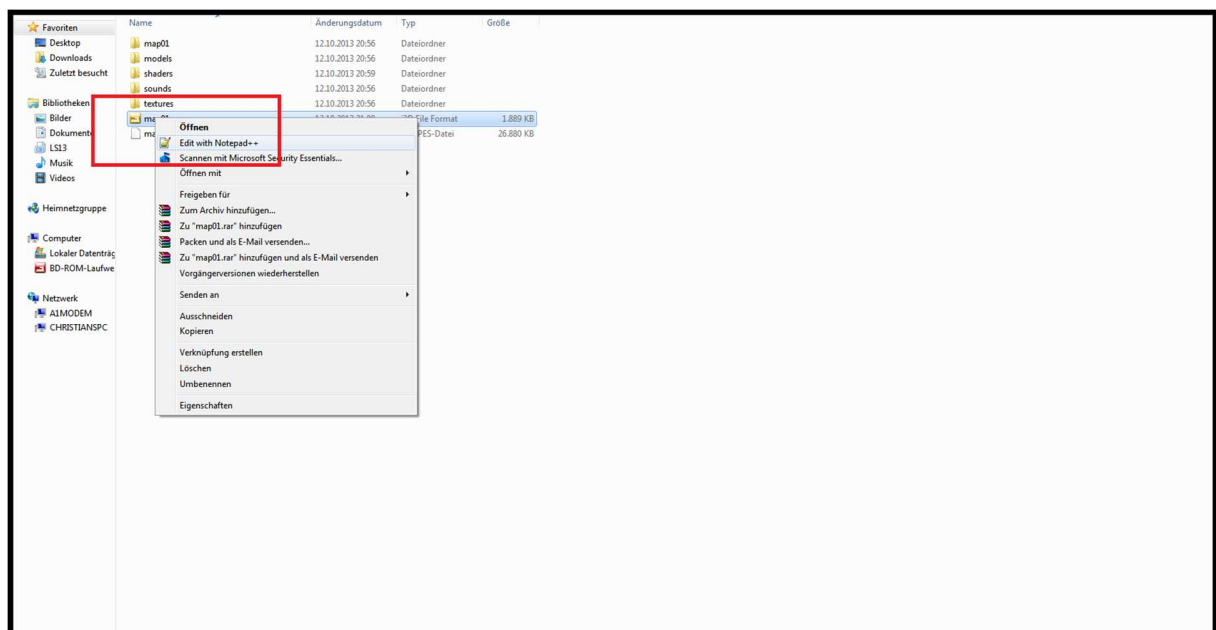 Name Änderungsdatum Typ Größe
Favoriten
Desktop
Downloads
Zuletzt besucht
Bibliotheken
Bilder
Dokumente
LS13
Musik
Videos
Heimnetzgruppe
Computer
Lokaler Datenträg
BD-ROM-Laufwe
Netzwerk
A1MODEM
CHRISTIANSPC
map01 12.10.2013 20:56 Dateiordner
models 12.10.2013 20:56 Dateiordner
shaders 12.10.2013 20:59 Dateiordner
sounds 12.10.2013 20:56 Dateiordner
textures 12.10.2013 20:56 Dateiordner
File Format 1.889 KB
PES-Datei 26.880 KB
Öffnen
Edit with Notepad++
Scannen mit Microsoft Security Essentials...
Öffnen mit
Freigeben für
Zum Archiv hinzufügen...
Zu "map01.rar" hinzufügen
Packen und als E-Mail versenden...
Zu "map01.rar" hinzufügen und als E-Mail versenden
Vorgängerversionen wiederherstellen
Senden an
Ausschneiden
Kopieren
Verknüpfung erstellen
Löschen
Umbenennen
Eigenschaften